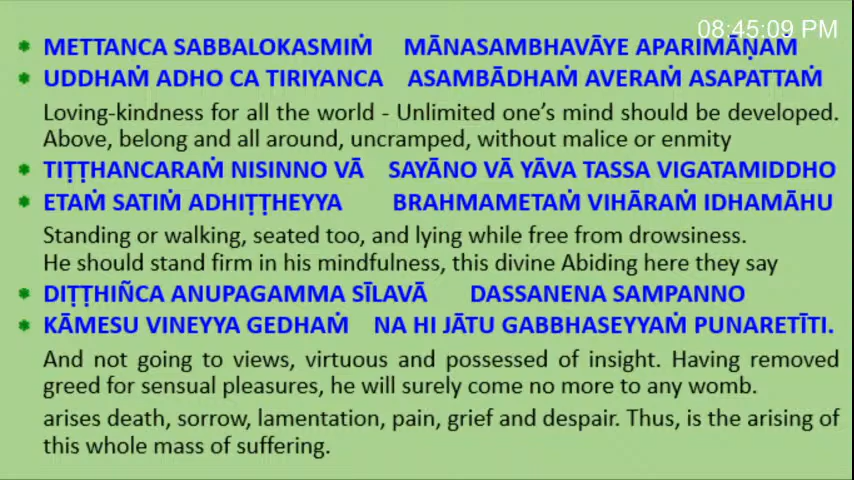 08:45:09 PM
METTANCA SABBALOKASMIṀ MĀNASAMBHAVĀYE APARIMĀṆAṀ
UDDHAṀ ADHO CA TIRIYANCA ASAMBĀDHAṀ AVERAṀ ASAPATTAṀ
Loving-kindness for all the world - Unlimited one’s mind should be developed.
Above, belong and all around, uncramped, without malice or enmity
TIṬṬHANCARAṀ NISINNO VĀ SAYĀNO VĀ YĀVA TASSA VIGATAMIDDHO
ETAṀ SATIṀ ADHIṬṬHEYYA BRAHMAMETAṀ VIHĀRAṀ IDHAMĀHU
Standing or walking, seated too, and lying while free from drowsiness.
He should stand firm in his mindfulness, this divine Abiding here they say
DIṬṬHIÑCA ANUPAGAMMA SĪLAVĀ DASSANENA SAMPANNO
KĀMESU VINEYYA GEDHAṀ NA HI JĀTU GABBHASEYYAṀ PUNARETĪTI.
And not going to views, virtuous and possessed of insight. Having removed
greed for sensual pleasures, he will surely come no more to any womb.
arises death, sorrow, lamentation, pain, grief and despair. Thus, is the arising of
this whole mass of suffering.